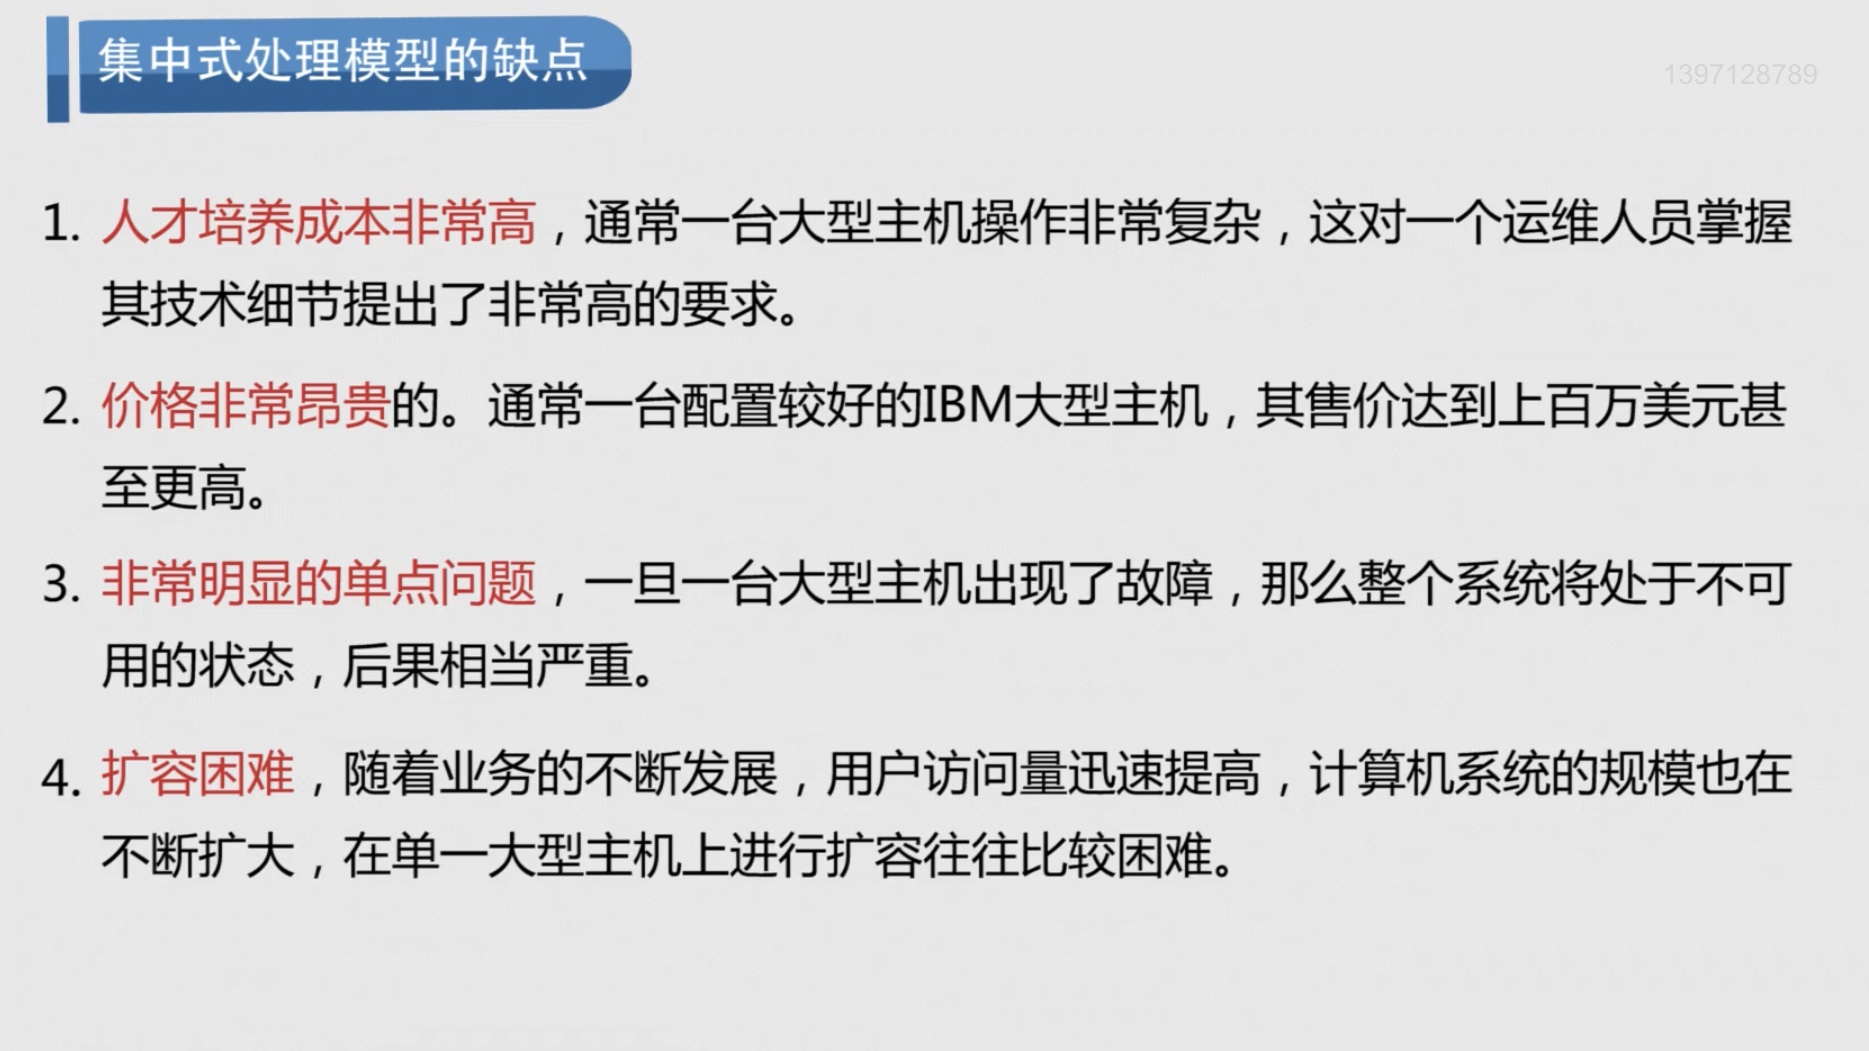 集中式处理模型的缺点
1397128789
1. 人才培养成本非常高，通常一台大型主机操作非常复杂，这对一个运维人员掌握
其技术细节提出了非常高的要求。
2. 价格非常昂贵的。通常一台配置较好的IBM大型主机，其售价达到上百万美元甚
至更高。
3. 非常明显的单点问题，一旦一台大型主机出现了故障，那么整个系统将处于不可
用的状态，后果相当严重。
4. 扩容困难，随着业务的不断发展，用户访问量迅速提高，计算机系统的规模也在
不断扩大，在单一大型主机上进行扩容往往比较困难。